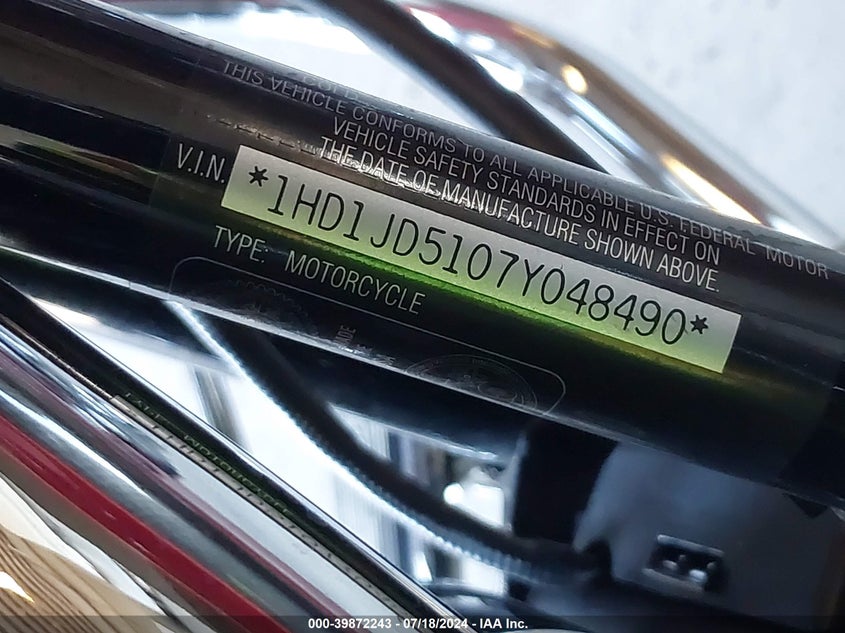 THIS VEHICLE CONFORMS TO ALL APPLICABLE U.S. FEDERAL MOTOR
VEHICLE SAFETY STANDARDS IN EFFECT ON
THE DATE OF MANUFACTURE SHOWN ABOVE.
V.I.N. *1HD1JD5107Y048490*
TYPE: MOTORCYCLE
000-39872243 - 07/18/2024 - IAA Inc.